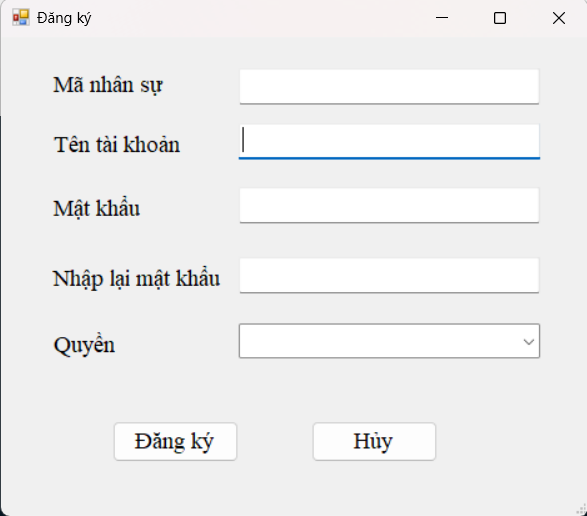 Đăng ký
Mã nhân sự
Tên tài khoản
Mật khẩu
Nhập lại mật khẩu
Quyền
Đăng ký
Hủy